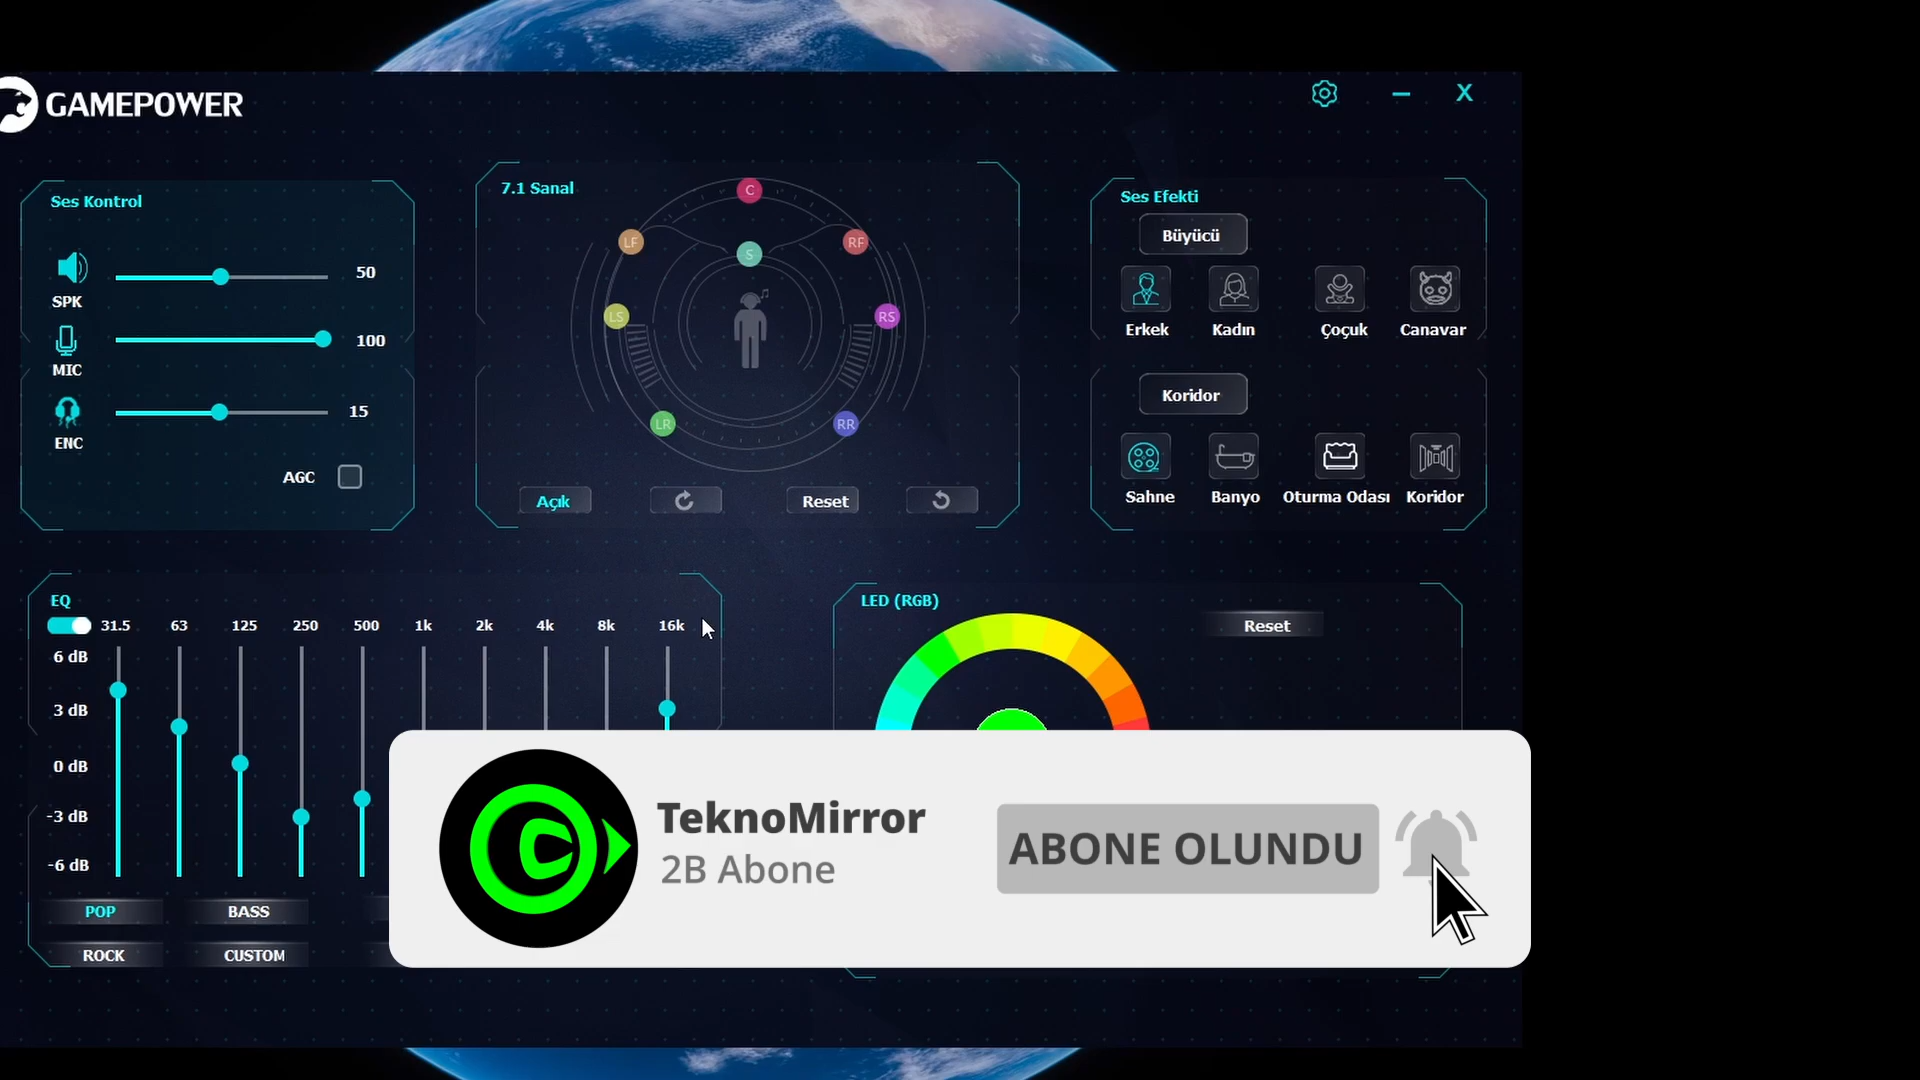 GAMEPOWER
X
Ses Kontrol
SPK
50
MIC
100
ENC
15
AGC
7.1 Sanal
C
LF
RF
S
LS
RS
LR
RR
Açık
Reset
Ses Efekti
Büyücü
Erkek
Kadın
Çoçuk
Canavar
Koridor
Sahne
Banyo
Oturma Odası
Koridor
EQ
31.5 63 125 250 500 1k 2k 4k 8k 16k
6 dB
3 dB
0 dB
-3 dB
-6 dB
POP
BASS
ROCK
CUSTOM
LED (RGB)
Reset
TeknoMirror
2B Abone
ABONE OLUNDU